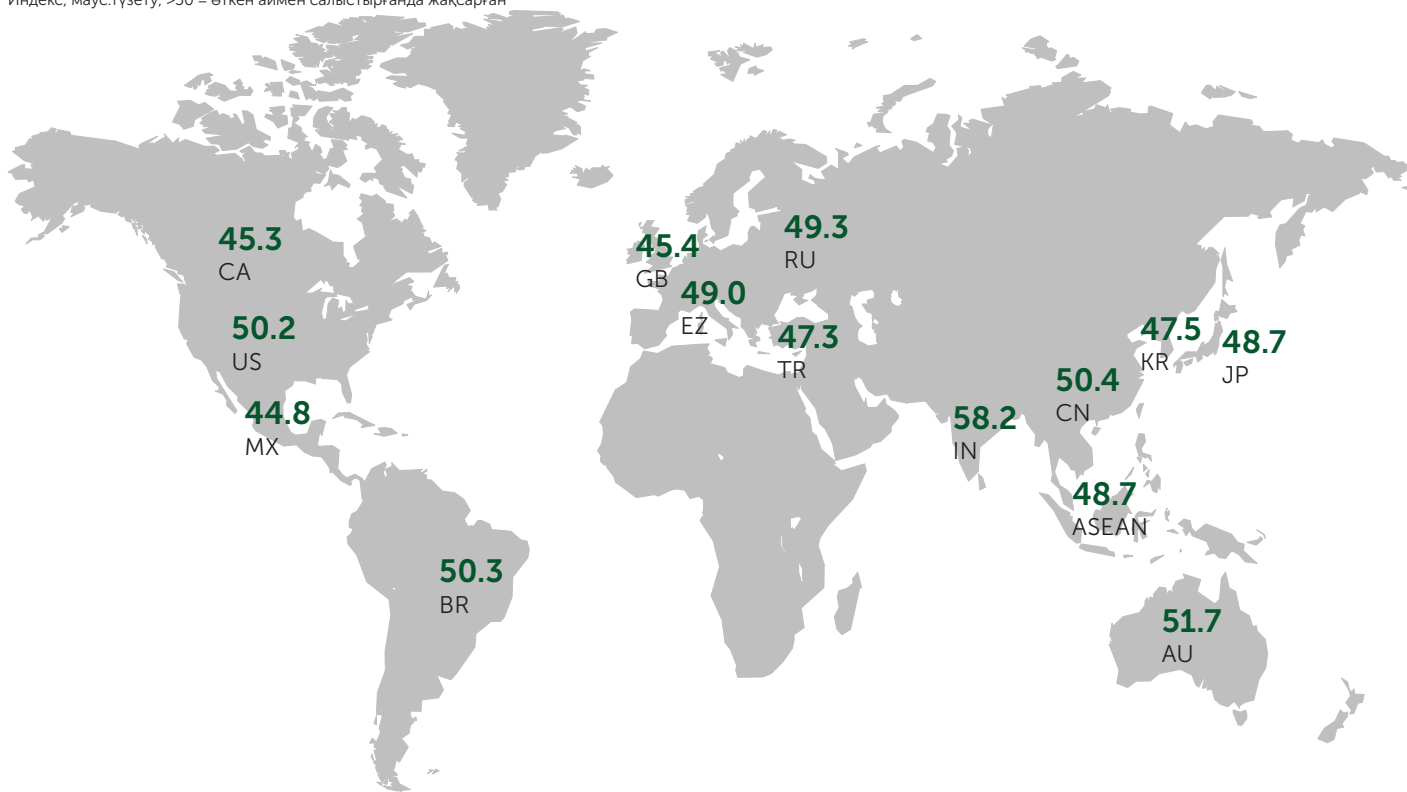 Индекс, маус.түзету, >50 = өткен аймен салыстырғанда жақсарған
45.3
CA
50.2
US
44.8
MX
50.3
BR
45.4
GB
49.0
EZ
49.3
RU
47.3
TR
58.2
IN
50.4
CN
47.5
KR
48.7
JP
48.7
ASEAN
51.7
AU